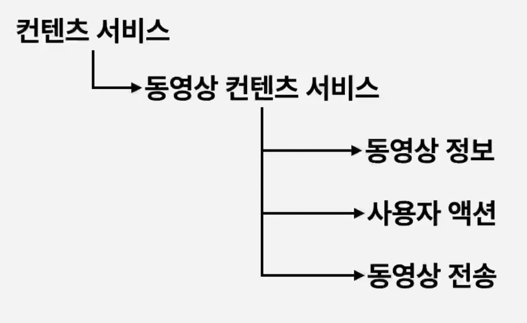 컨텐츠 서비스
동영상 컨텐츠 서비스
동영상 정보
사용자 액션
동영상 전송